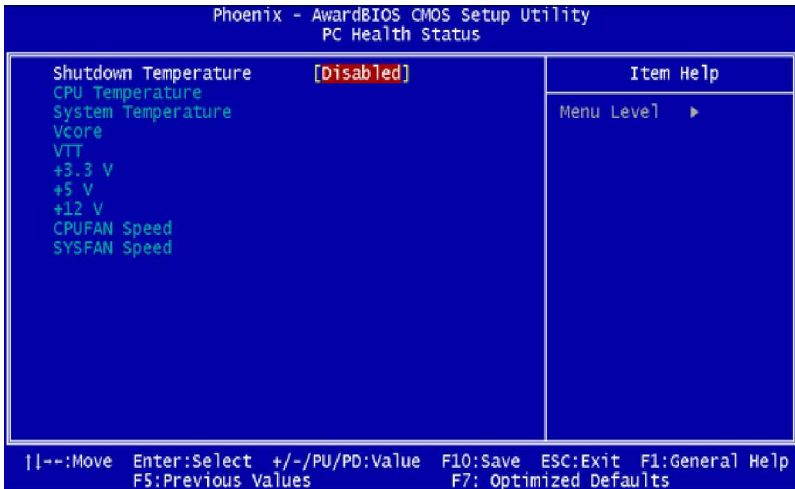 Phoenix - AwardBIOS CMOS Setup Utility
PC Health Status
Shutdown Temperature [Disabled]
CPU Temperature
System Temperature
Vcore
VTT
+3.3 V
+5 V
+12 V
CPUFAN Speed
SYSFAN Speed
Item Help
Menu Level ▶
↑↓--:Move Enter:Select +/-/PU/PD:Value F10:Save ESC:Exit F1:General Help
F5:Previous Values F7: Optimized Defaults